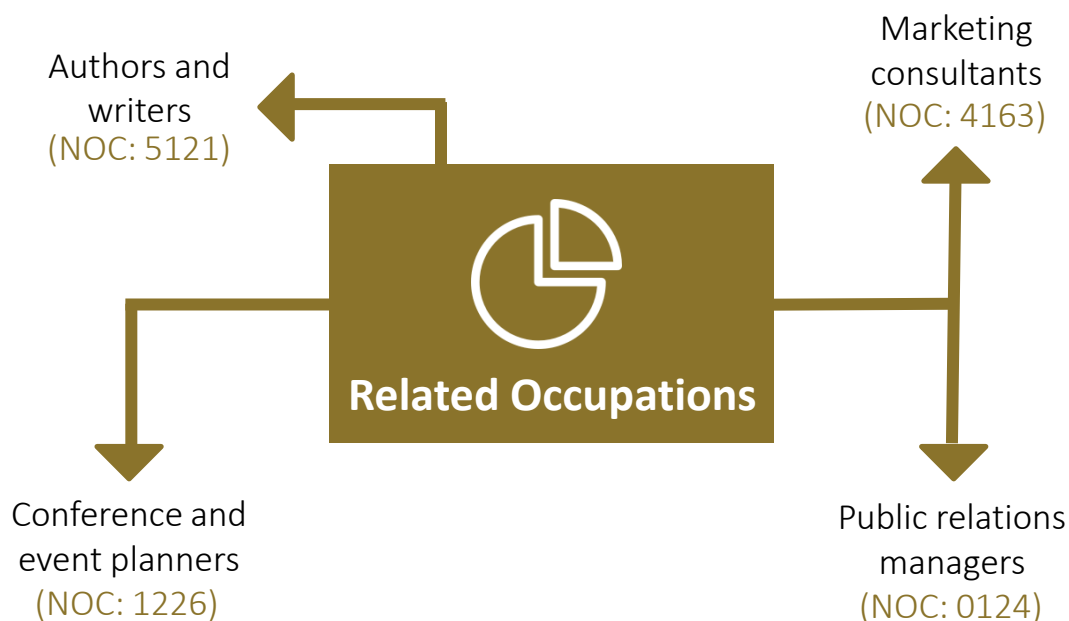 Authors and
writers
(NOC: 5121)
Marketing
consultants
(NOC: 4163)
Related Occupations
Conference and
event planners
(NOC: 1226)
Public relations
managers
(NOC: 0124)